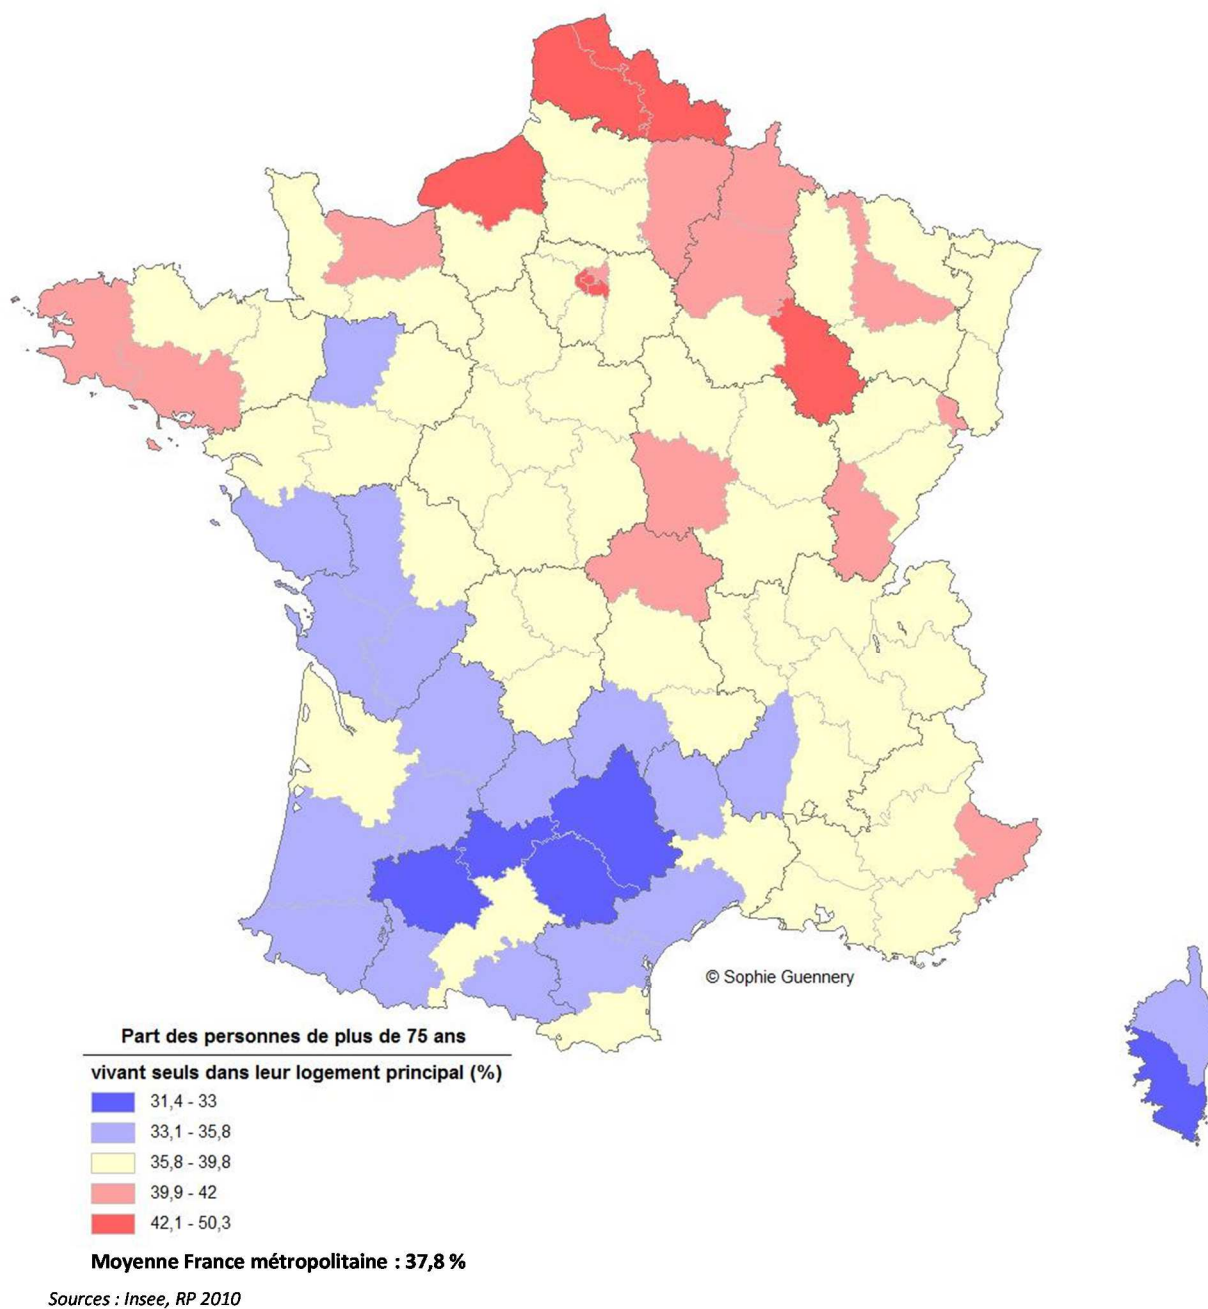 © Sophie Guennery
Part des personnes de plus de 75 ans
vivant seuls dans leur logement principal (%)
31,4 - 33
33,1 - 35,8
35,8 - 39,8
39,9 - 42
42,1 - 50,3
Moyenne France métropolitaine : 37,8 %
Sources : Insee, RP 2010